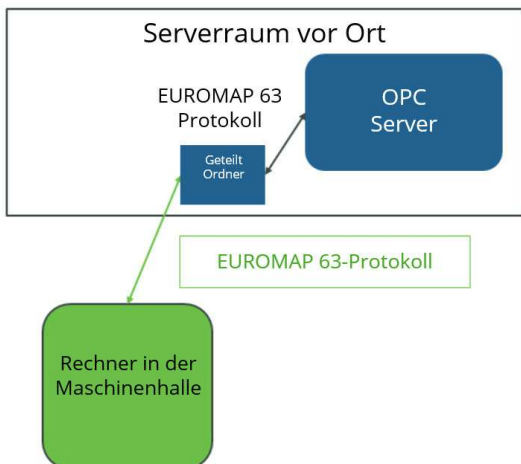 Serverraum vor Ort
EUROMAP 63
Protokoll
OPC
Server
Geteilt
Ordner
EUROMAP 63-Protokoll
Rechner in der
Maschinenhalle